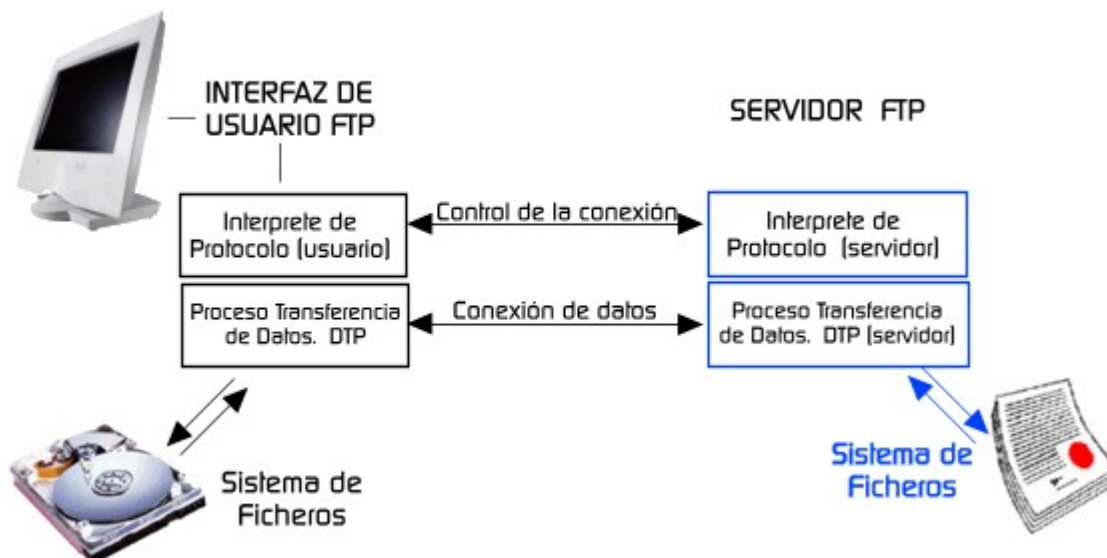 INTERFAZ DE
USUARIO FTP
SERVIDOR FTP
Interprete de
Protocolo (usuario)
Control de la conexión
Interprete de
Protocolo (servidor)
Proceso Transferencia
de Datos. DTP
Conexión de datos
Proceso Transferencia
de Datos. DTP (servidor)
Sistema de
Ficheros
Sistema de
Ficheros